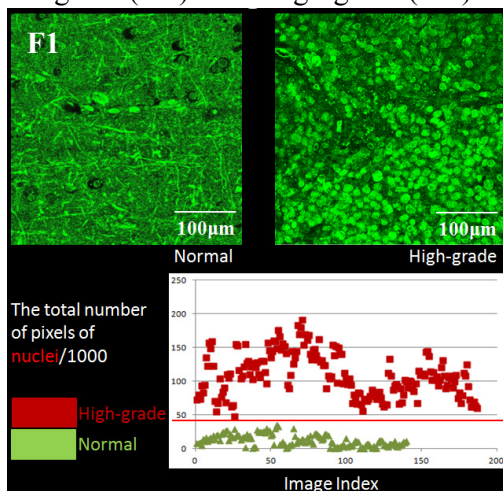 F1
100μm
100μm
Normal
High-grade
The total number
of pixels of
nuclei/1000
High-grade
Normal
250
200
150
100
50
0
0
50
100
150
200
Image Index